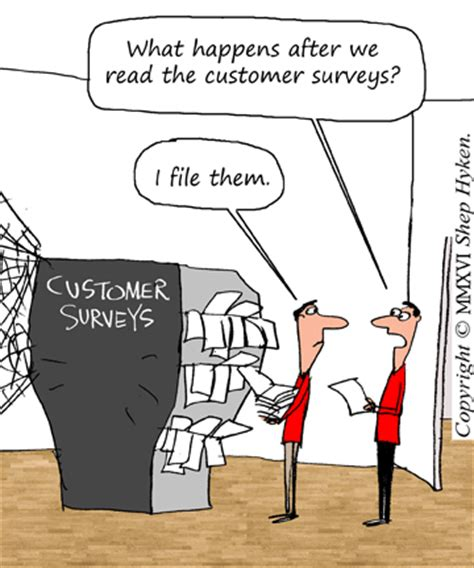 What happens after we
read the customer surveys?
I file them.
CUSTOMER
SURVEYS
Copyright © MMXVI Shep Hyken.